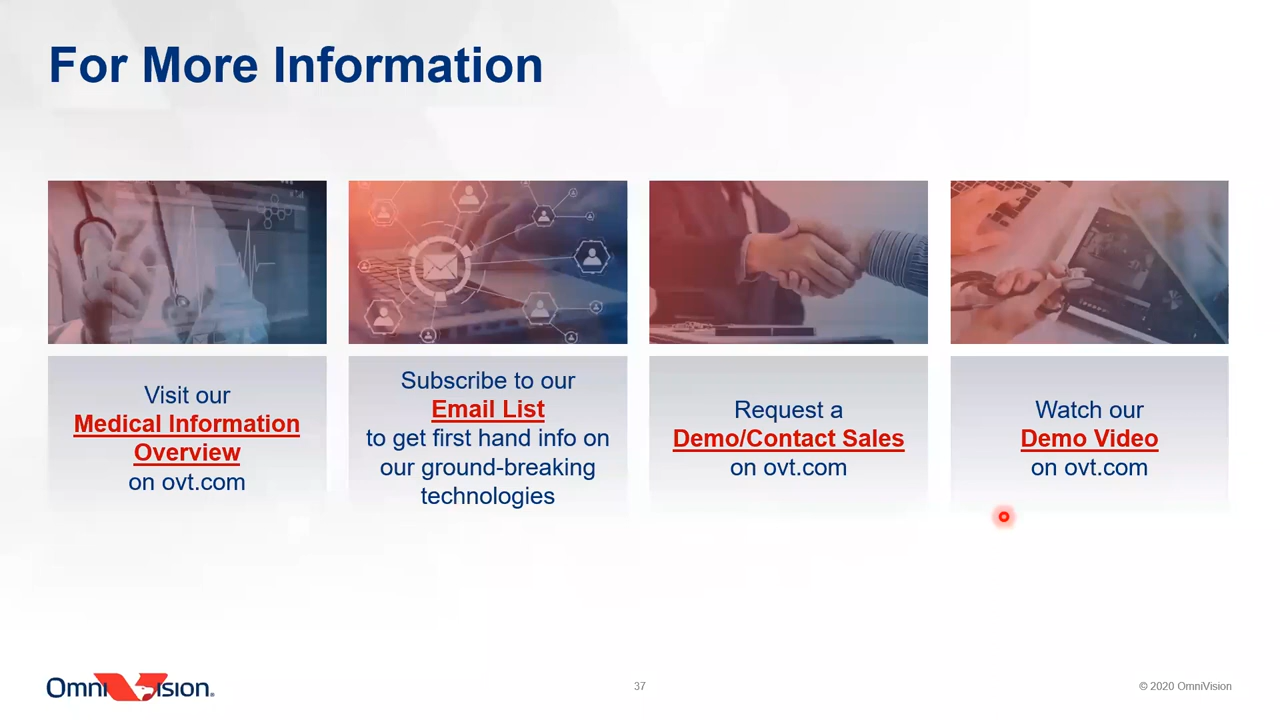 For More Information
Visit our
Medical Information
Overview
on ovt.com
Subscribe to our
Email List
to get first hand info on
our ground-breaking
technologies
Request a
Demo/Contact Sales
on ovt.com
Watch our
Demo Video
on ovt.com
OmniVision®
37
© 2020 OmniVision